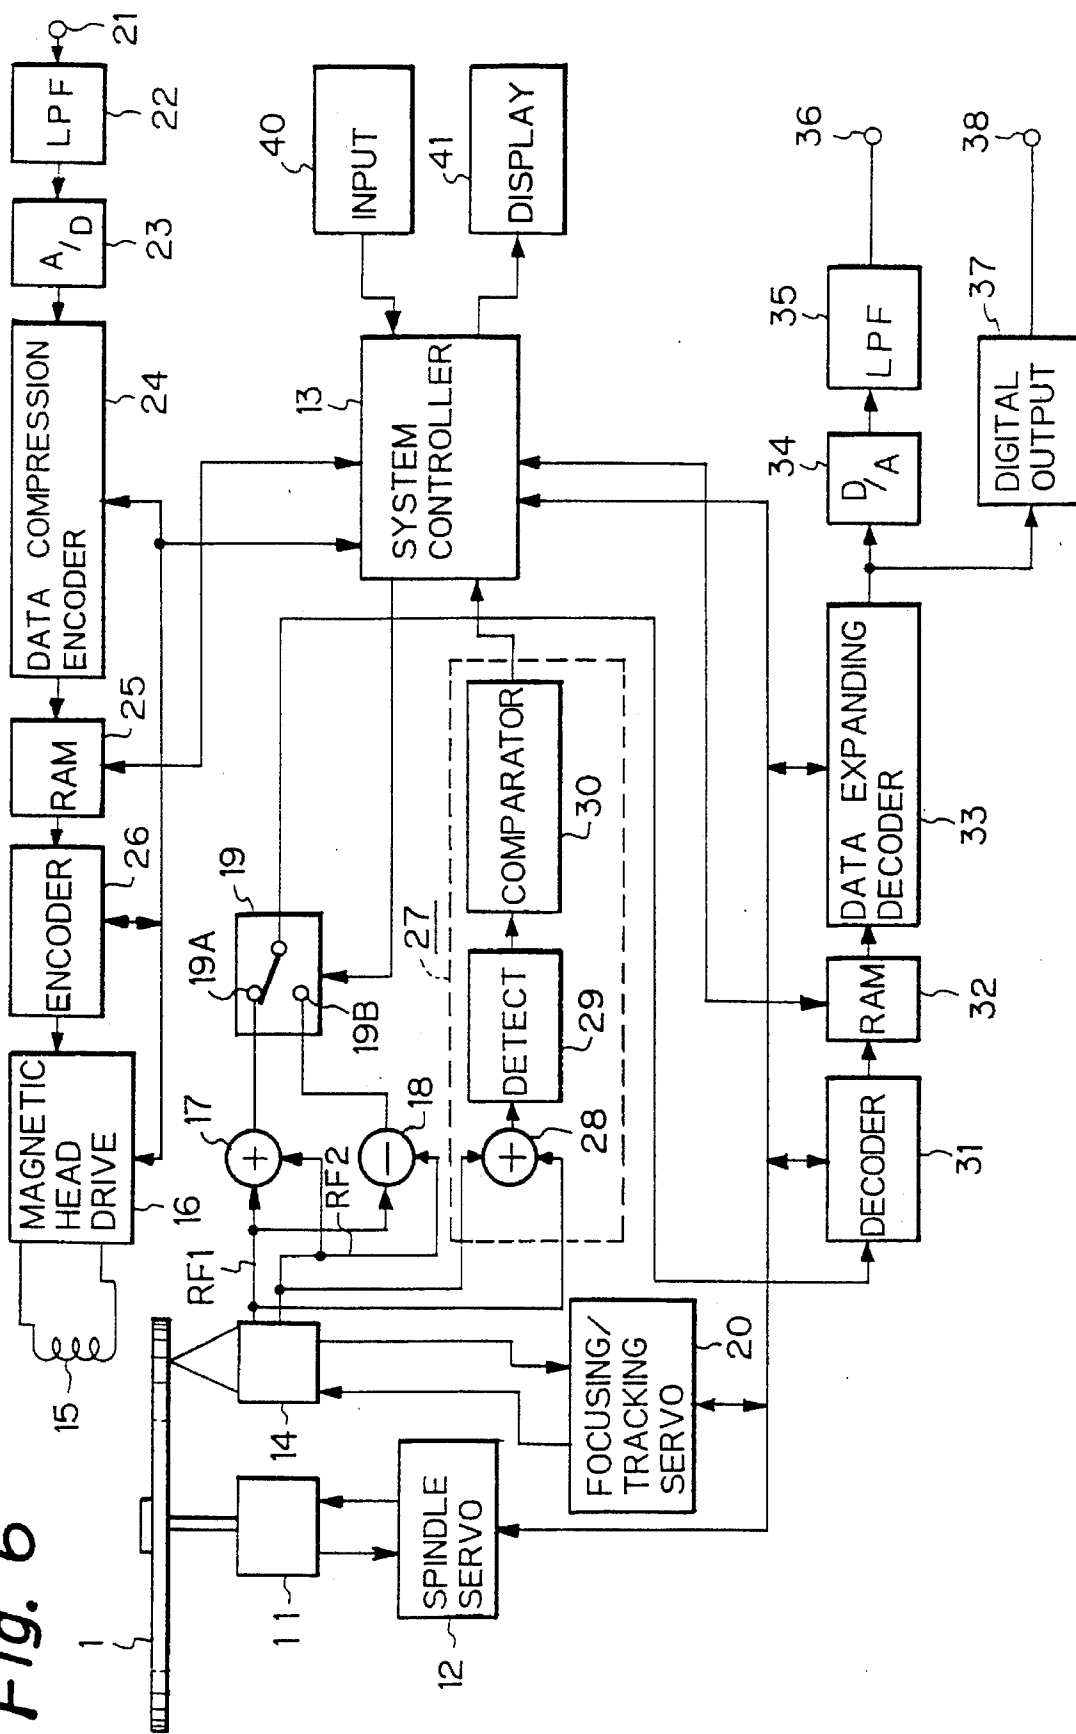 Fig. 6
1
15
MAGNETIC
HEAD
DRIVE
16
ENCODER
26
RAM
25
DATA COMPRESSION
ENCODER
24
A/D
23
LPF
22
21
11
14
RF1
RF2
17
18
19
19A
19B
SPINDLE
SERVO
12
FOCUSING/
TRACKING
SERVO
20
27
28
DETECT
29
COMPARATOR
30
SYSTEM
CONTROLLER
13
INPUT
40
DISPLAY
41
DECODER
31
RAM
32
DATA EXPANDING
DECODER
33
D/A
34
LPF
35
36
DIGITAL
OUTPUT
37
38